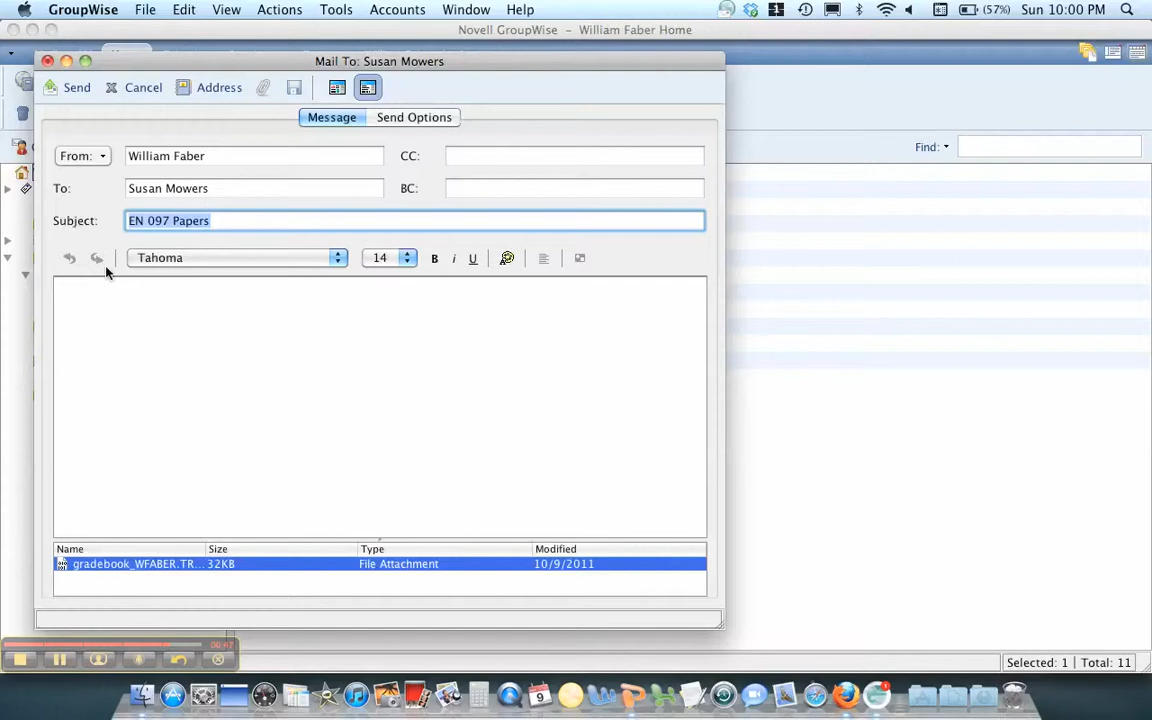 GroupWise File Edit View Actions Tools Accounts Window Help (57%) Sun 10:00 PM
Novell GroupWise – William Faber Home
Mail To: Susan Mowers
Send Cancel Address
Message Send Options
From: William Faber CC:
Find:
To: Susan Mowers BC:
Subject: EN 097 Papers
Tahoma 14 B i U
Name Size Type Modified
gradebook_WFABER.TR... 32KB File Attachment 10/9/2011
Selected: 1 Total: 11
9